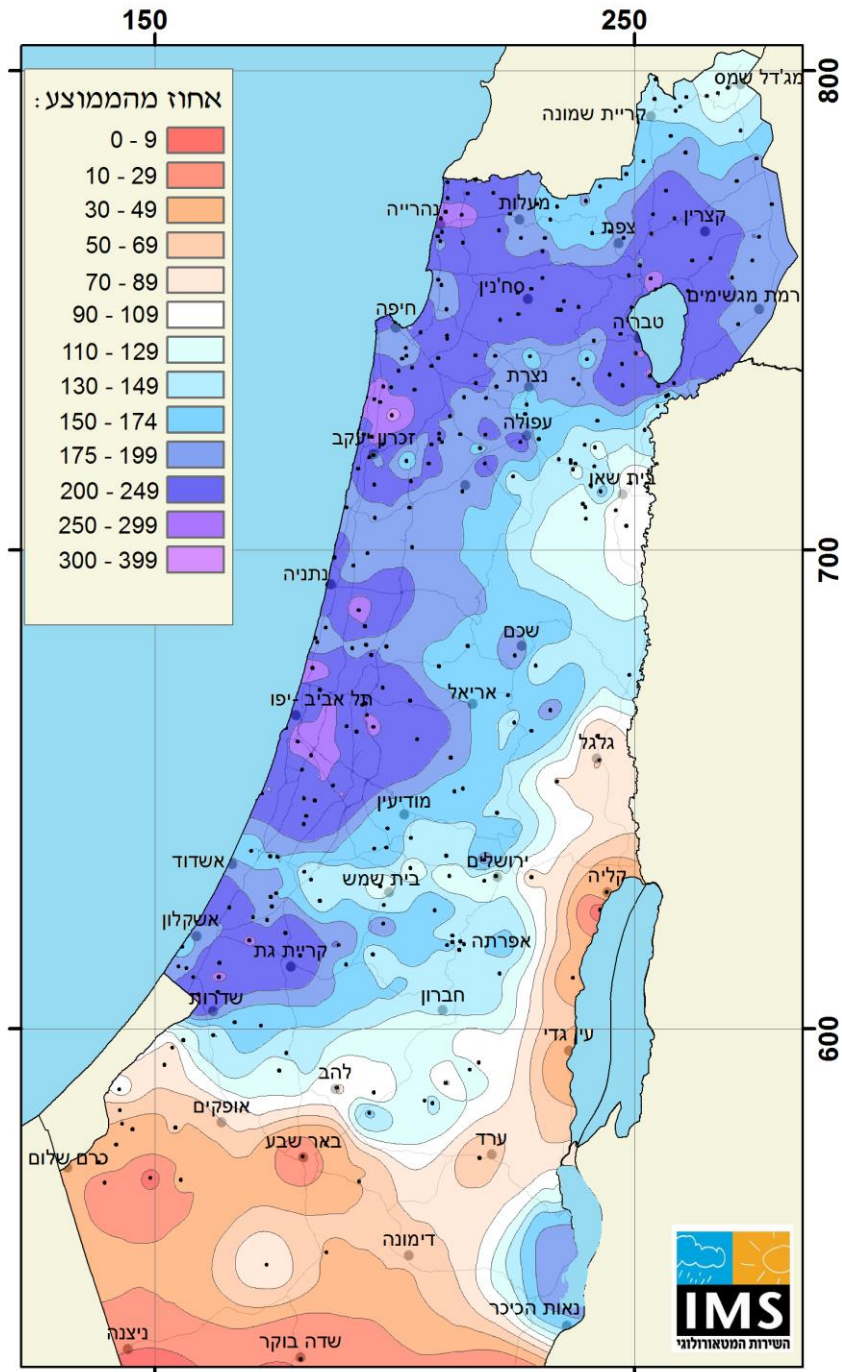 150 250
800
700
600
אחוז מהממוצע:
0 - 9
10 - 29
30 - 49
50 - 69
70 - 89
90 - 109
110 - 129
130 - 149
150 - 174
175 - 199
200 - 249
250 - 299
300 - 399
מג'דל שמס
קריית שמונה
מעלות
נהרייה
צפת
קצרין
סח'נין
רמת מגשימים
חיפה
טבריה
נצרת
עפולה
זכרון יעקב
בית שאן
נתניה
שכם
אריאל
תל אביב -יפו
גלגל
מודיעין
ירושלים
אשדוד
בית שמש
קליה
אשקלון
אפרתה
קריית גת
חברון
שדרות
עין גדי
להב
אופקים
באר שבע
ערד
כרם שלום
דימונה
נאות הכיכר
ניצנה
שדה בוקר
IMS
השירות המטאורולוגי